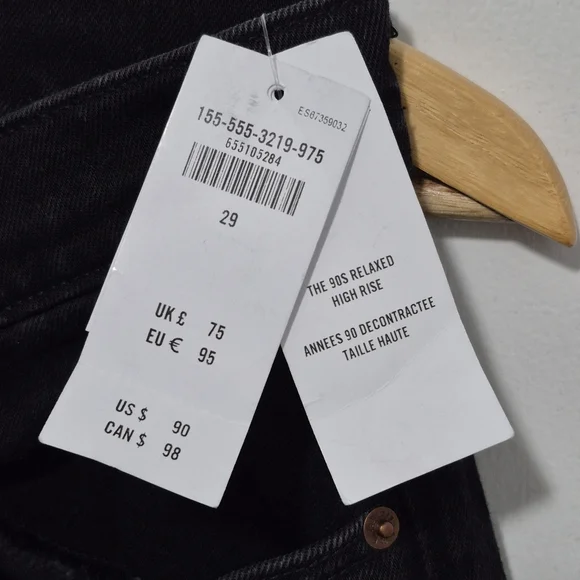 ES67359032
155-555-3219-975
655105284
29
UK £ 75
EU € 95
US $ 90
CAN $ 98
THE 90S RELAXED
HIGH RISE
ANNEES 90 DECONTRACTEE
TAILLE HAUTE